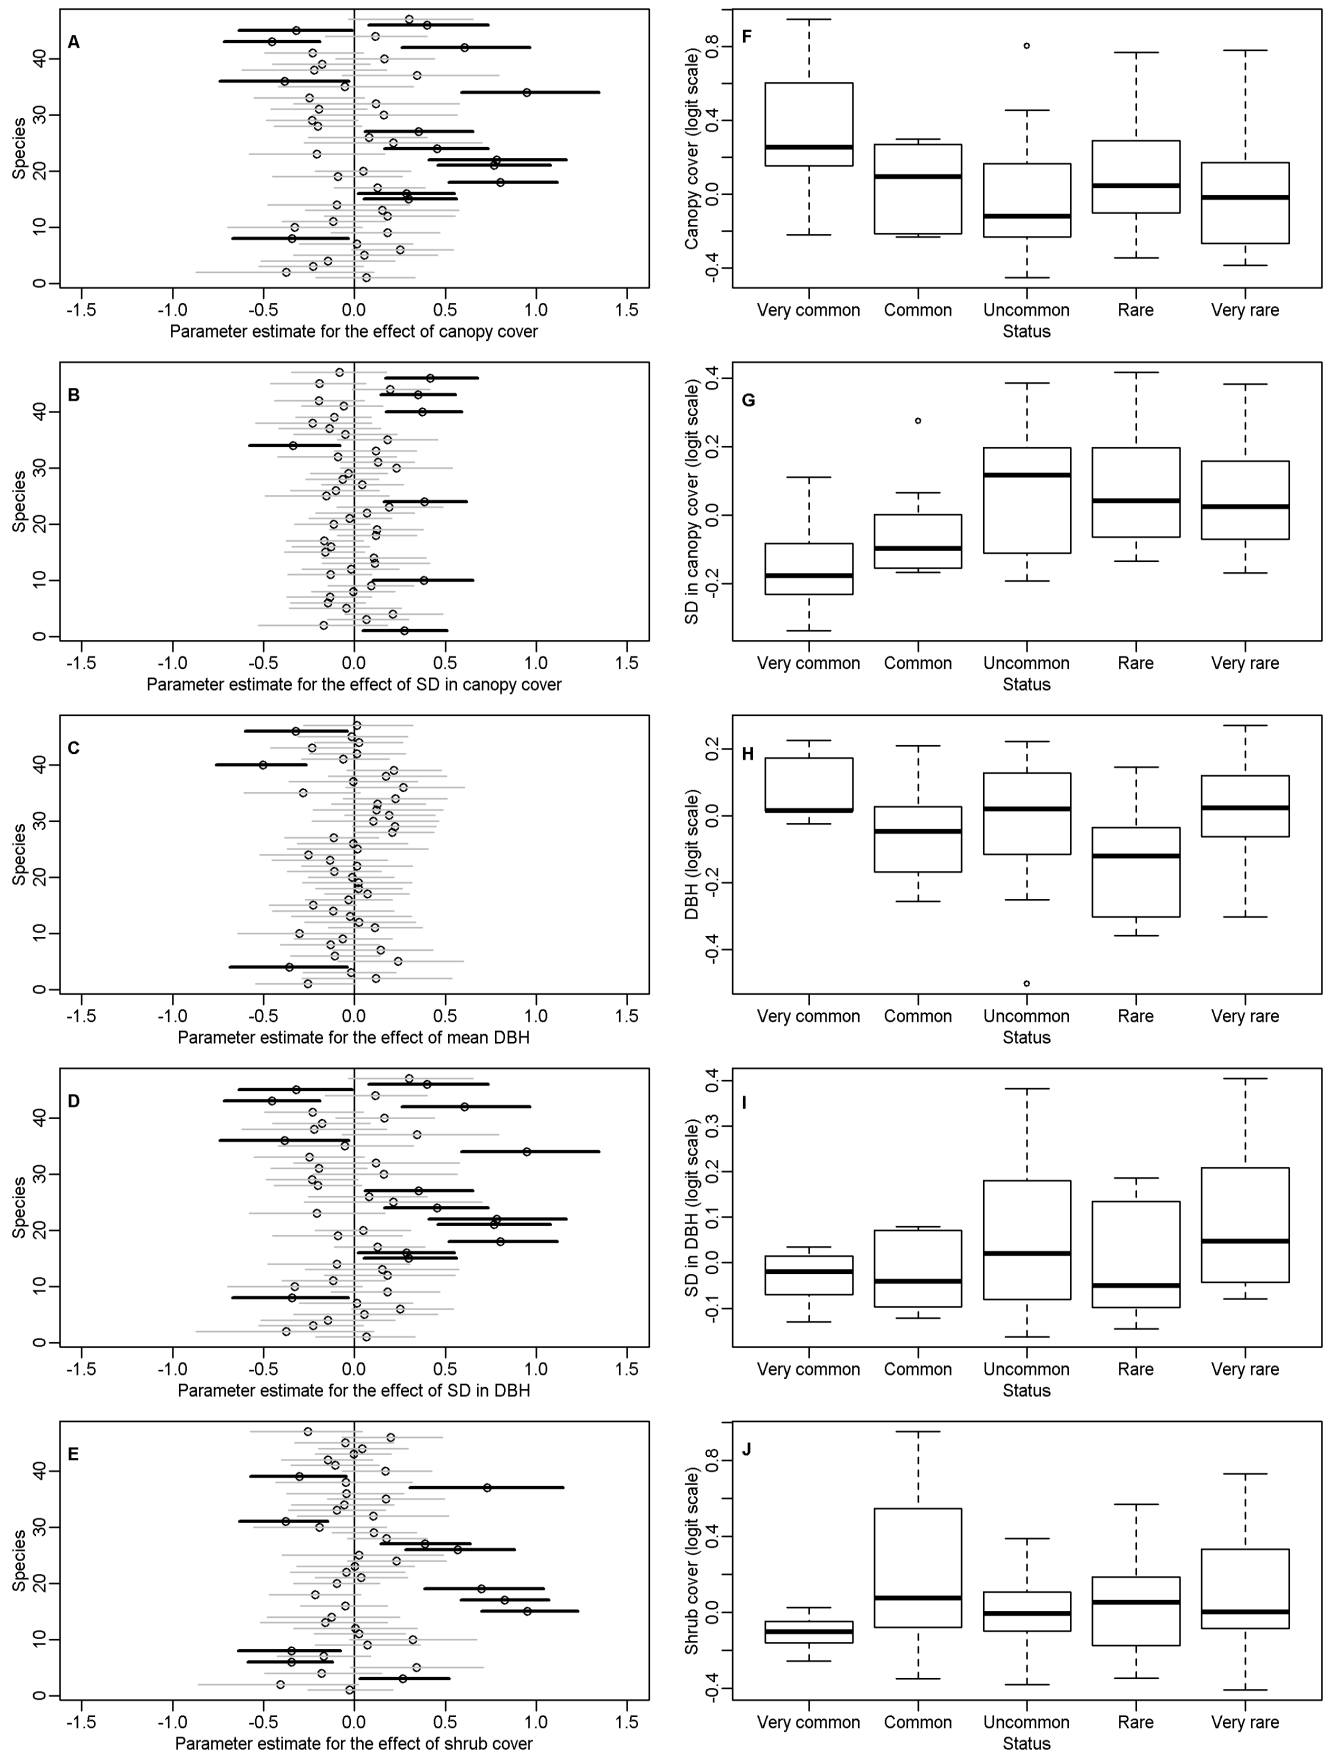 A
Species
0 10 20 30 40
-1.5 -1.0 -0.5 0.0 0.5 1.0 1.5
Parameter estimate for the effect of canopy cover
F
Canopy cover (logit scale)
-0.4 0.0 0.4 0.8
Very common Common Uncommon Rare Very rare
Status
B
Species
0 10 20 30 40
-1.5 -1.0 -0.5 0.0 0.5 1.0 1.5
Parameter estimate for the effect of SD in canopy cover
G
SD in canopy cover (logit scale)
-0.2 0.0 0.2 0.4
Very common Common Uncommon Rare Very rare
Status
C
Species
0 10 20 30 40
-1.5 -1.0 -0.5 0.0 0.5 1.0 1.5
Parameter estimate for the effect of mean DBH
H
DBH (logit scale)
-0.4 -0.2 0.0 0.2
Very common Common Uncommon Rare Very rare
Status
D
Species
0 10 20 30 40
-1.5 -1.0 -0.5 0.0 0.5 1.0 1.5
Parameter estimate for the effect of SD in DBH
I
SD in DBH (logit scale)
-0.1 0.0 0.1 0.2 0.3 0.4
Very common Common Uncommon Rare Very rare
Status
E
Species
0 10 20 30 40
-1.5 -1.0 -0.5 0.0 0.5 1.0 1.5
Parameter estimate for the effect of shrub cover
J
Shrub cover (logit scale)
-0.4 0.0 0.4 0.8
Very common Common Uncommon Rare Very rare
Status